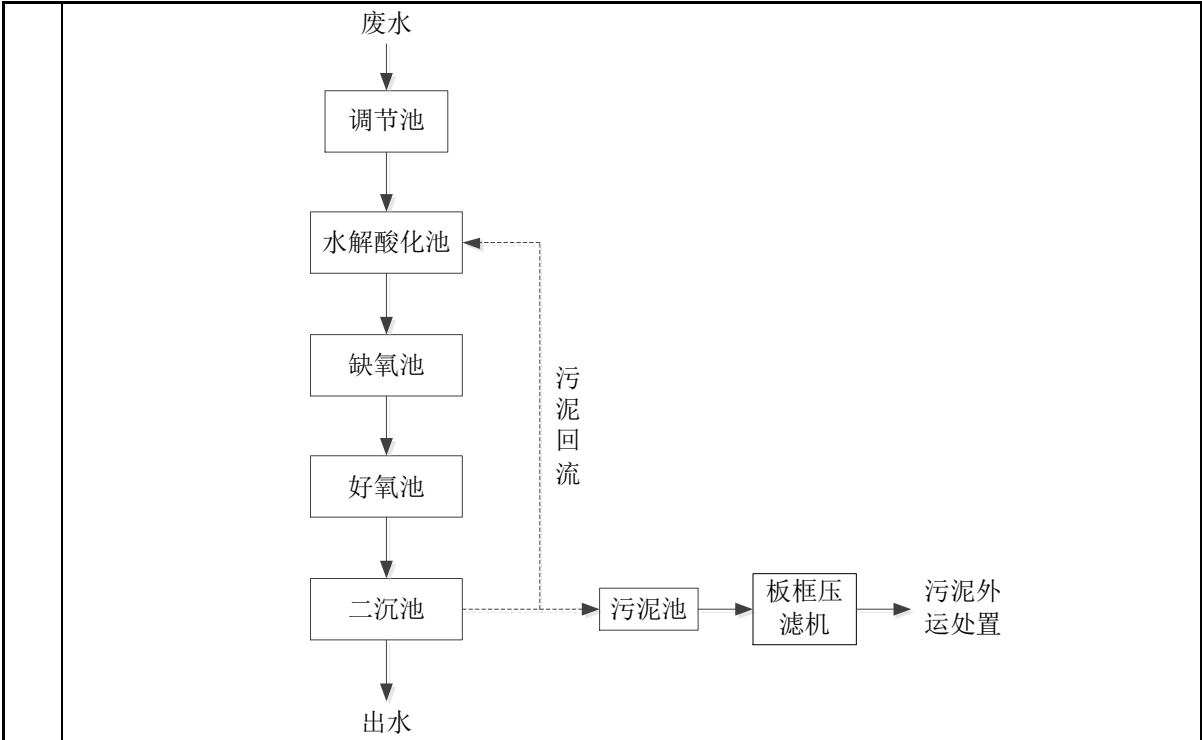 废水
调节池
水解酸化池
缺氧池
污泥回流
好氧池
二沉池
污泥池
板框压
滤机
污泥外
运处置
出水